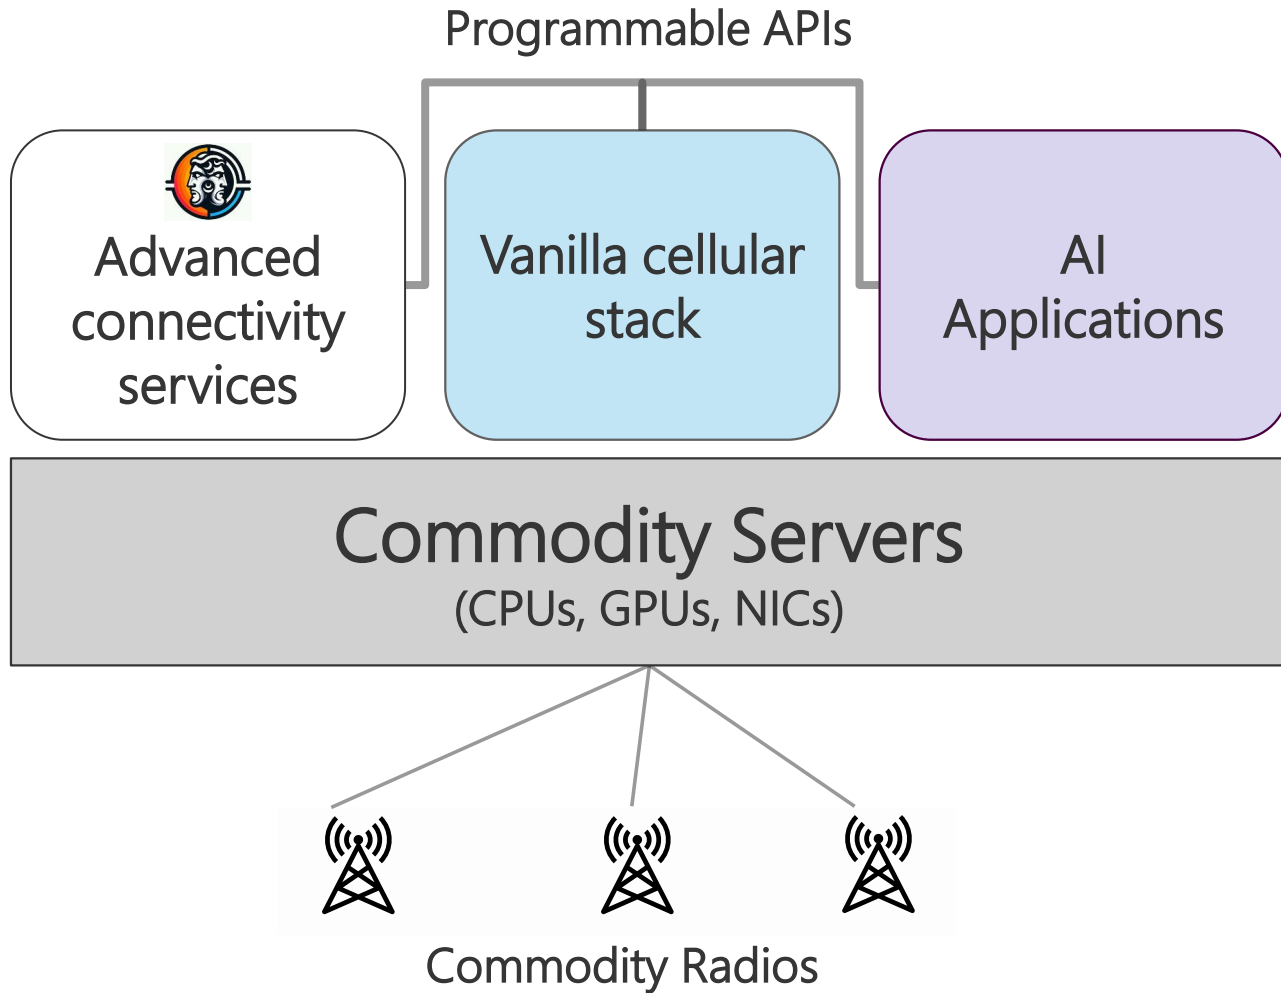 Programmable APIs
Advanced
connectivity
services
Vanilla cellular
stack
AI
Applications
Commodity Servers
(CPUs, GPUs, NICs)
Commodity Radios